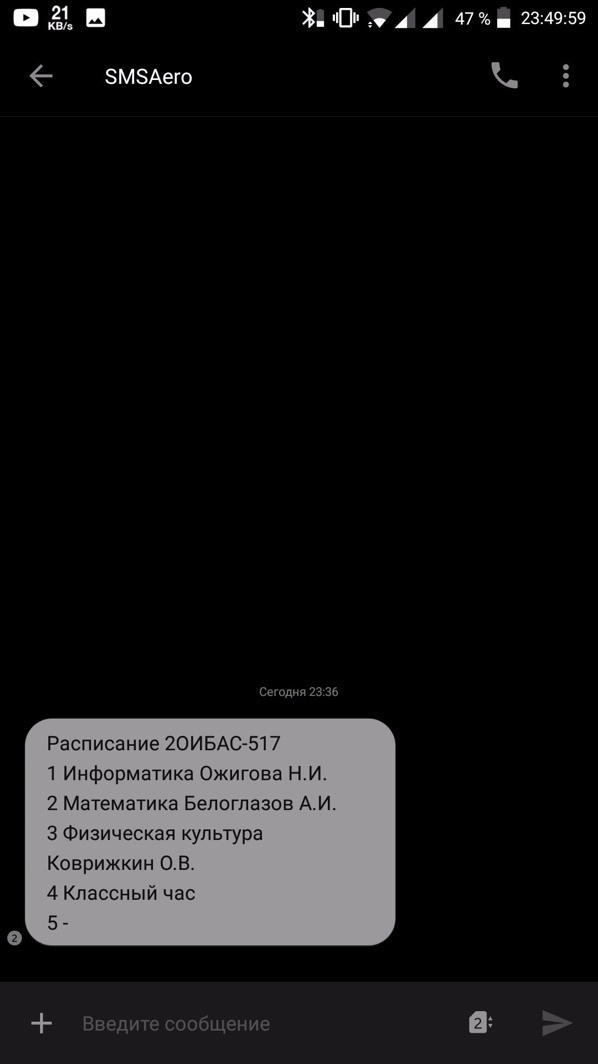 21
KB/s
47 %
23:49:59
SMSAero
Сегодня 23:36
Расписание 2ОИБАС-517
1 Информатика Ожигова Н.И.
2 Математика Белоглазов А.И.
3 Физическая культура
Коврижкин О.В.
4 Классный час
5 -
2
Введите сообщение
2